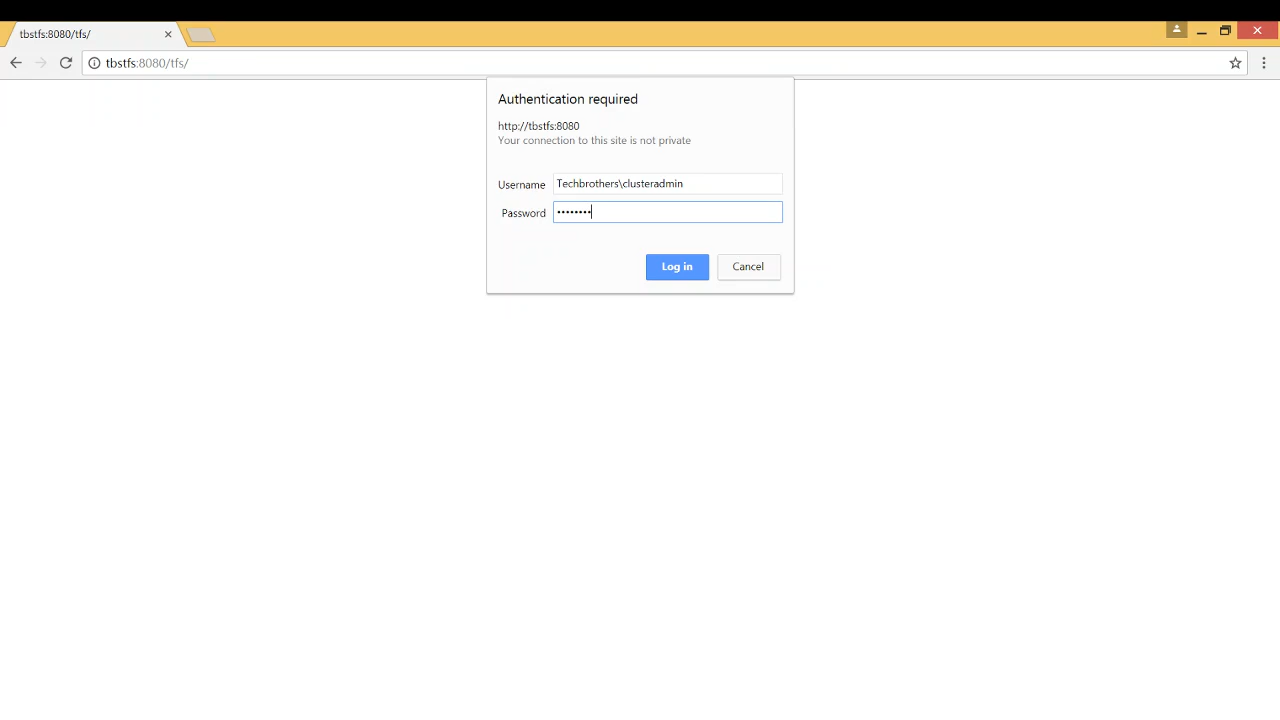 tbstfs:8080/tfs/
tbstfs:8080/tfs/
Authentication required
http://tbstfs:8080
Your connection to this site is not private
Username Techbrothers\clusteradmin
Password ••••••••
Log in Cancel